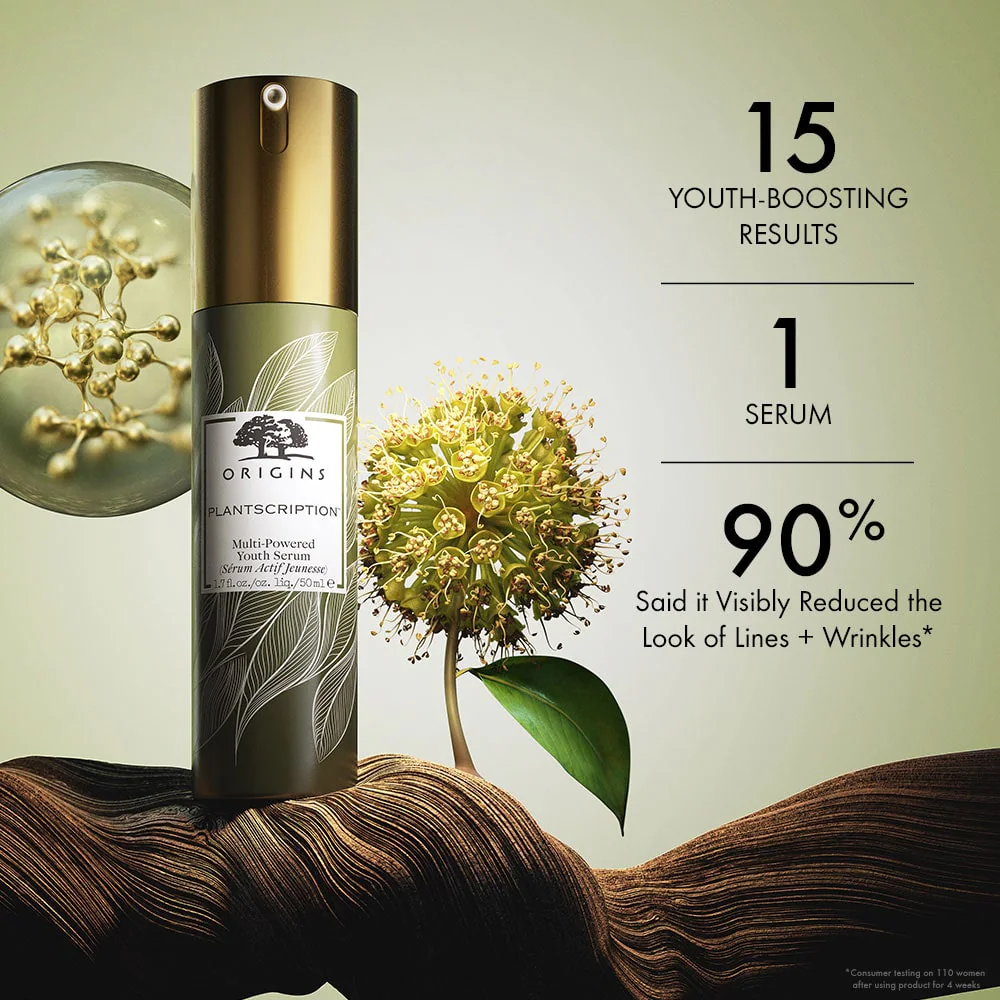 ORIGINS
PLANTSCRIPTION™
Multi-Powered
Youth Serum
(Sérum Actif Jeunesse)
1.7 fl.oz./oz. liq./50 ml ℮
15
YOUTH-BOOSTING
RESULTS
1
SERUM
90%
Said it Visibly Reduced the
Look of Lines + Wrinkles*
*Consumer testing on 110 women
after using product for 4 weeks